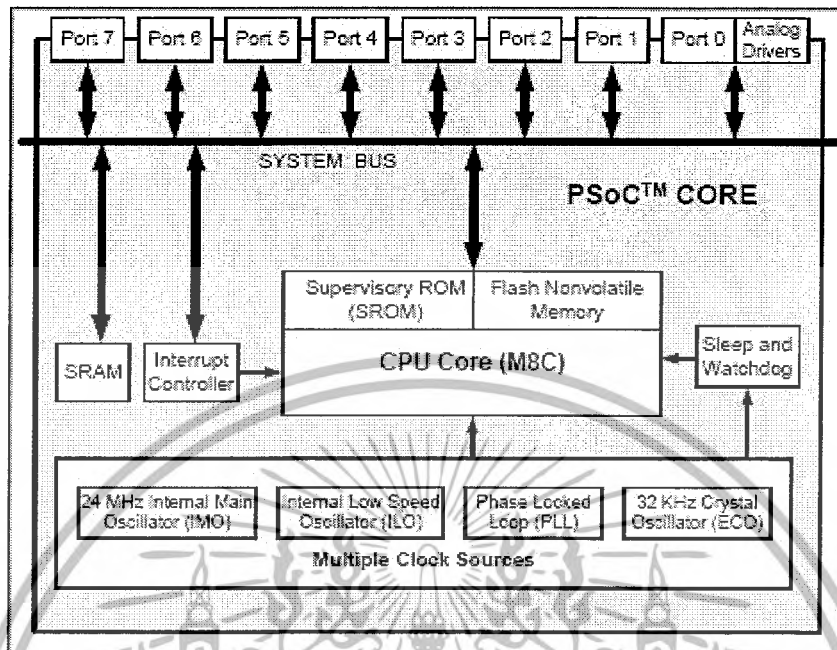 Port 7 Port 6 Port 5 Port 4 Port 3 Port 2 Port 1 Port 0 Analog
Drivers
SYSTEM BUS
PSoC™ CORE
Supervisory ROM
(SROM)
Flash Nonvolatile
Memory
SRAM
Interrupt
Controller
CPU Core (M8C)
Sleep and
Watchdog
24 MHz Internal Main
Oscillator (IMO)
Internal Low Speed
Oscillator (ILO)
Phase Locked
Loop (PLL)
32 KHz Crystal
Oscillator (ECO)
Multiple Clock Sources